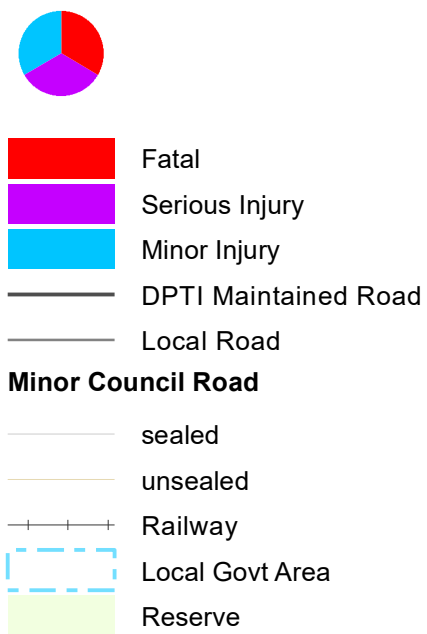 Fatal
Serious Injury
Minor Injury
DPTI Maintained Road
Local Road
Minor Council Road
sealed
unsealed
Railway
Local Govt Area
Reserve